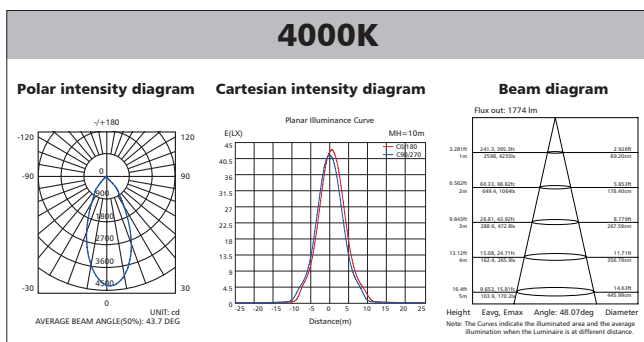 4000K
Polar intensity diagram
-/+180
-120
120
-90
90
0
900
1800
2700
3600
4500
-30
30
0
UNIT: cd
AVERAGE BEAM ANGLE(50%): 43.7 DEG
Cartesian intensity diagram
Planar Illuminance Curve
E(LX)
MH=10m
C0/180
C90/270
45
40.5
36
31.5
27
22.5
18
13.5
9
4.5
0
-25 -20 -15 -10 -5 0 5 10 15 20 25
Distance(m)
Beam diagram
Flux out: 1774 lm
3.281ft 241.3, 395.3fc 2.926ft
1m 2598, 4255lx 89.20cm
6.562ft 60.33, 98.82fc 5.853ft
2m 649.4, 1064lx 178.40cm
9.843ft 26.81, 43.92fc 8.779ft
3m 288.6, 472.8lx 267.59cm
13.12ft 15.08, 24.71fc 11.71ft
4m 162.4, 265.9lx 356.79cm
16.4ft 9.653, 15.81fc 14.63ft
5m 103.9, 170.2lx 445.99cm
Height Eavg, Emax Angle: 48.07deg Diameter
Note: The Curves indicate the illuminated area and the average
illumination when the Luminaire is at different distance.